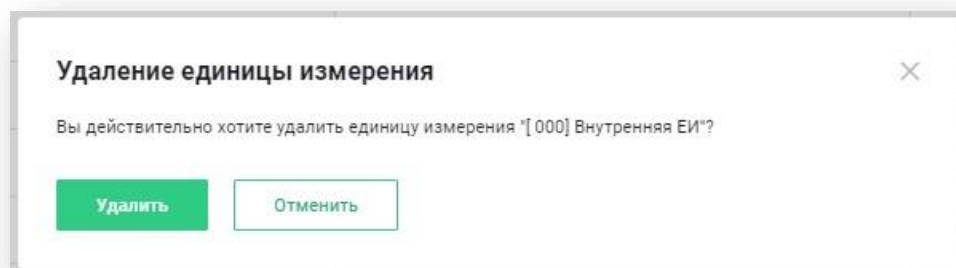 Удаление единицы измерения
Вы действительно хотите удалить единицу измерения "[ 000] Внутренняя ЕИ"?
Удалить Отменить